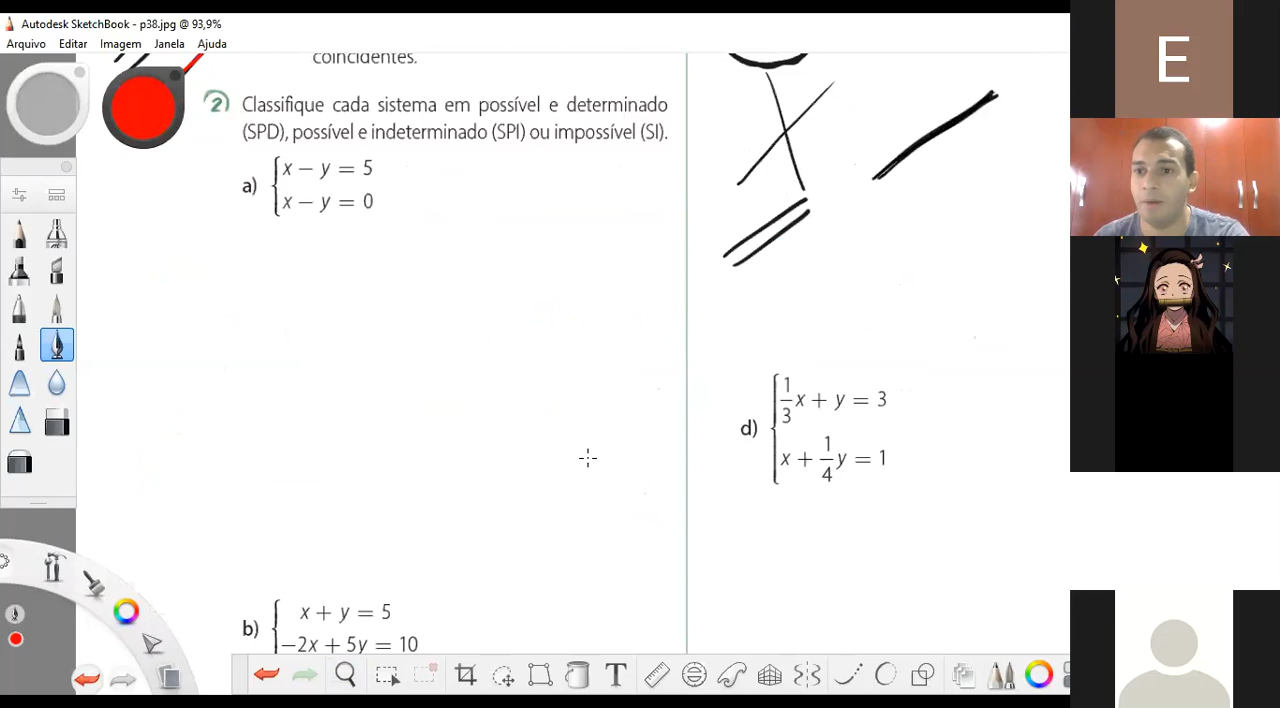 Autodesk SketchBook - p38.jpg @ 93,9%
Arquivo Editar Imagem Janela Ajuda
coincidentes.
2 Classifique cada sistema em possível e determinado
(SPD), possível e indeterminado (SPI) ou impossível (SI).
a) x − y = 5
x − y = 0
b) x + y = 5
−2x + 5y = 10
d) 1/3 x + y = 3
x + 1/4 y = 1
T
E